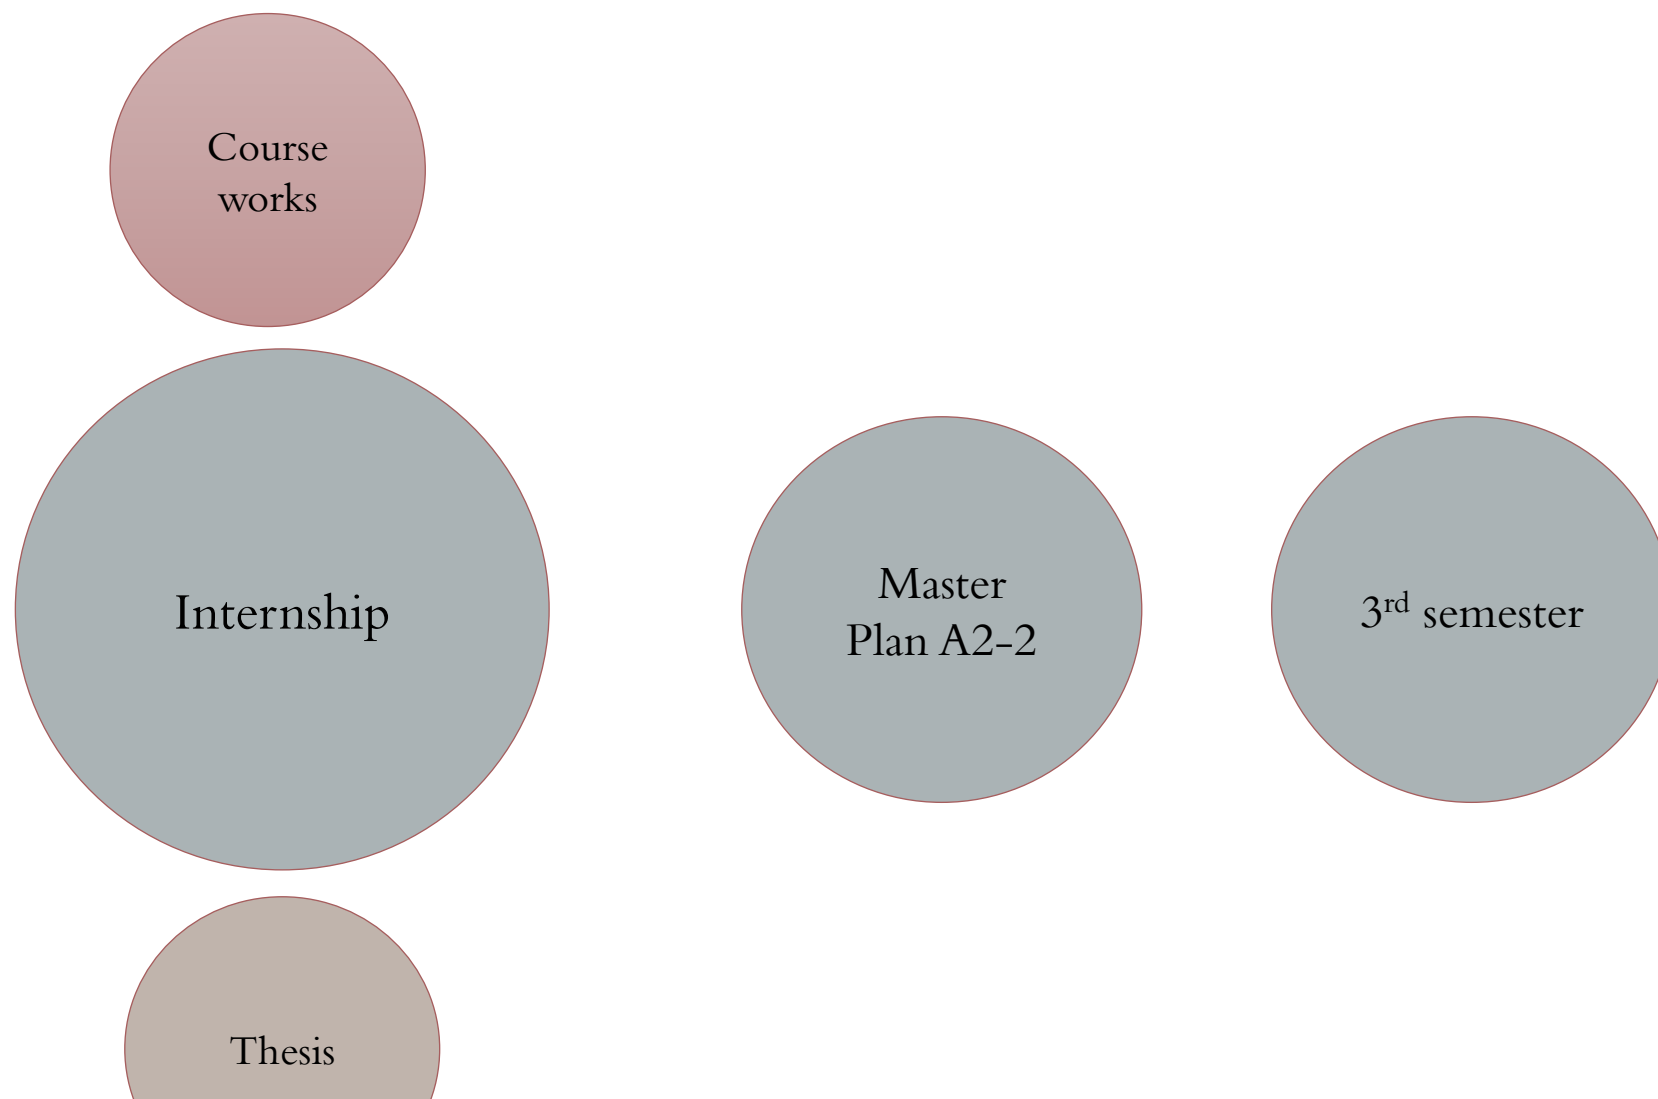 Course
works
Internship
Master
Plan A2-2
3rd semester
Thesis